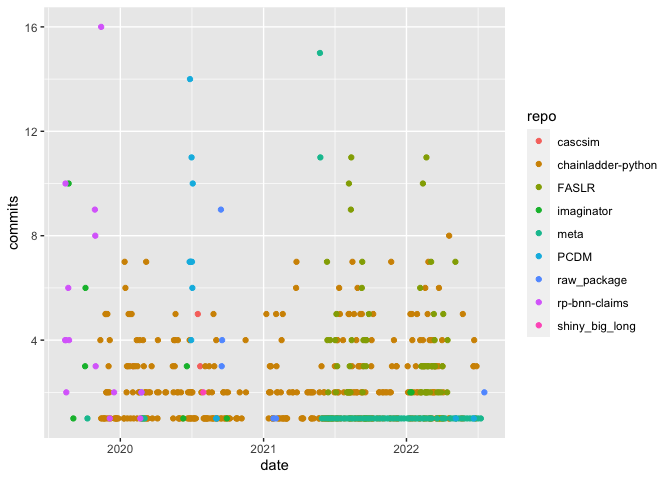 16
12
8
4
commits
2020
2021
2022
date
repo
cascsim
chainladder-python
FASLR
imaginator
meta
PCDM
raw_package
rp-bnn-claims
shiny_big_long